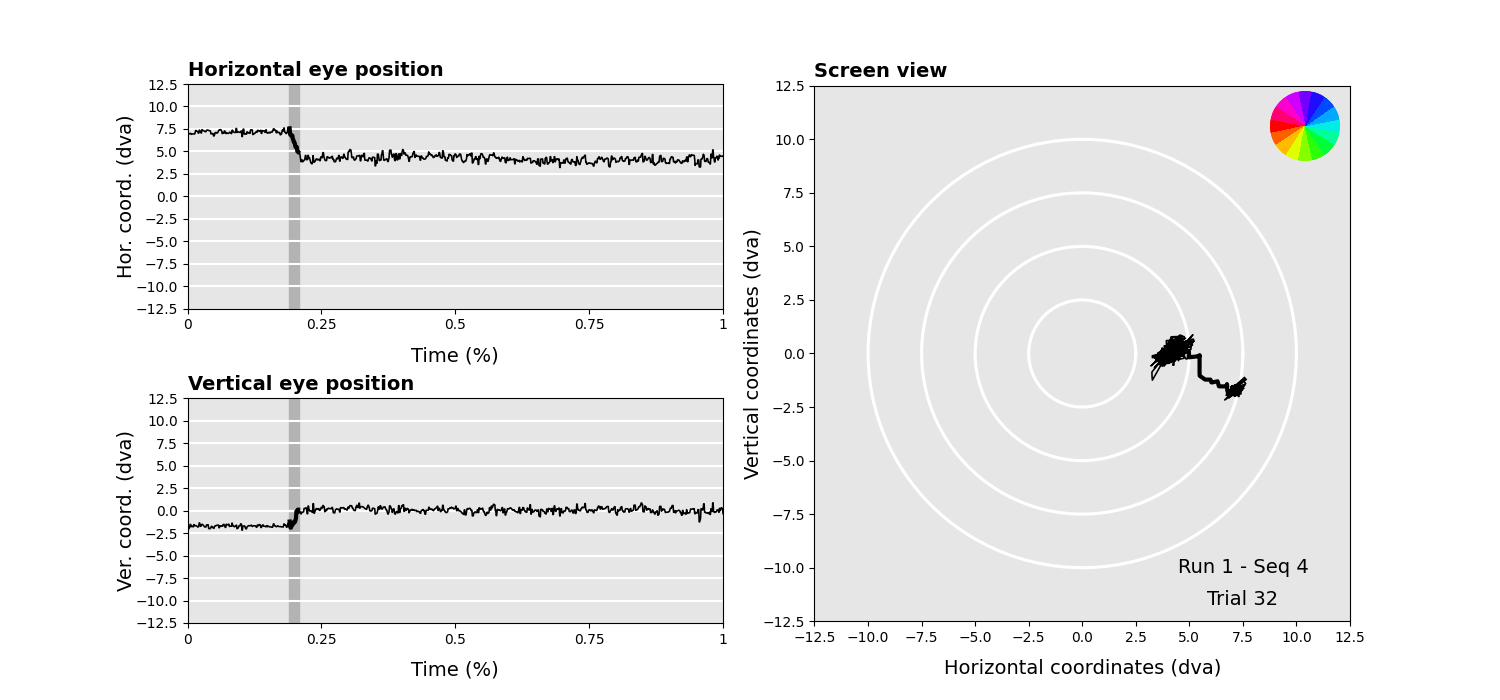 Horizontal eye position
12.5
10.0
7.5
5.0
2.5
0.0
−2.5
−5.0
−7.5
−10.0
−12.5
Hor. coord. (dva)
0 0.25 0.5 0.75 1
Time (%)
Vertical eye position
12.5
10.0
7.5
5.0
2.5
0.0
−2.5
−5.0
−7.5
−10.0
−12.5
Ver. coord. (dva)
0 0.25 0.5 0.75 1
Time (%)
Screen view
12.5
10.0
7.5
5.0
2.5
0.0
−2.5
−5.0
−7.5
−10.0
−12.5
Vertical coordinates (dva)
Run 1 - Seq 4
Trial 32
−12.5 −10.0 −7.5 −5.0 −2.5 0.0 2.5 5.0 7.5 10.0 12.5
Horizontal coordinates (dva)